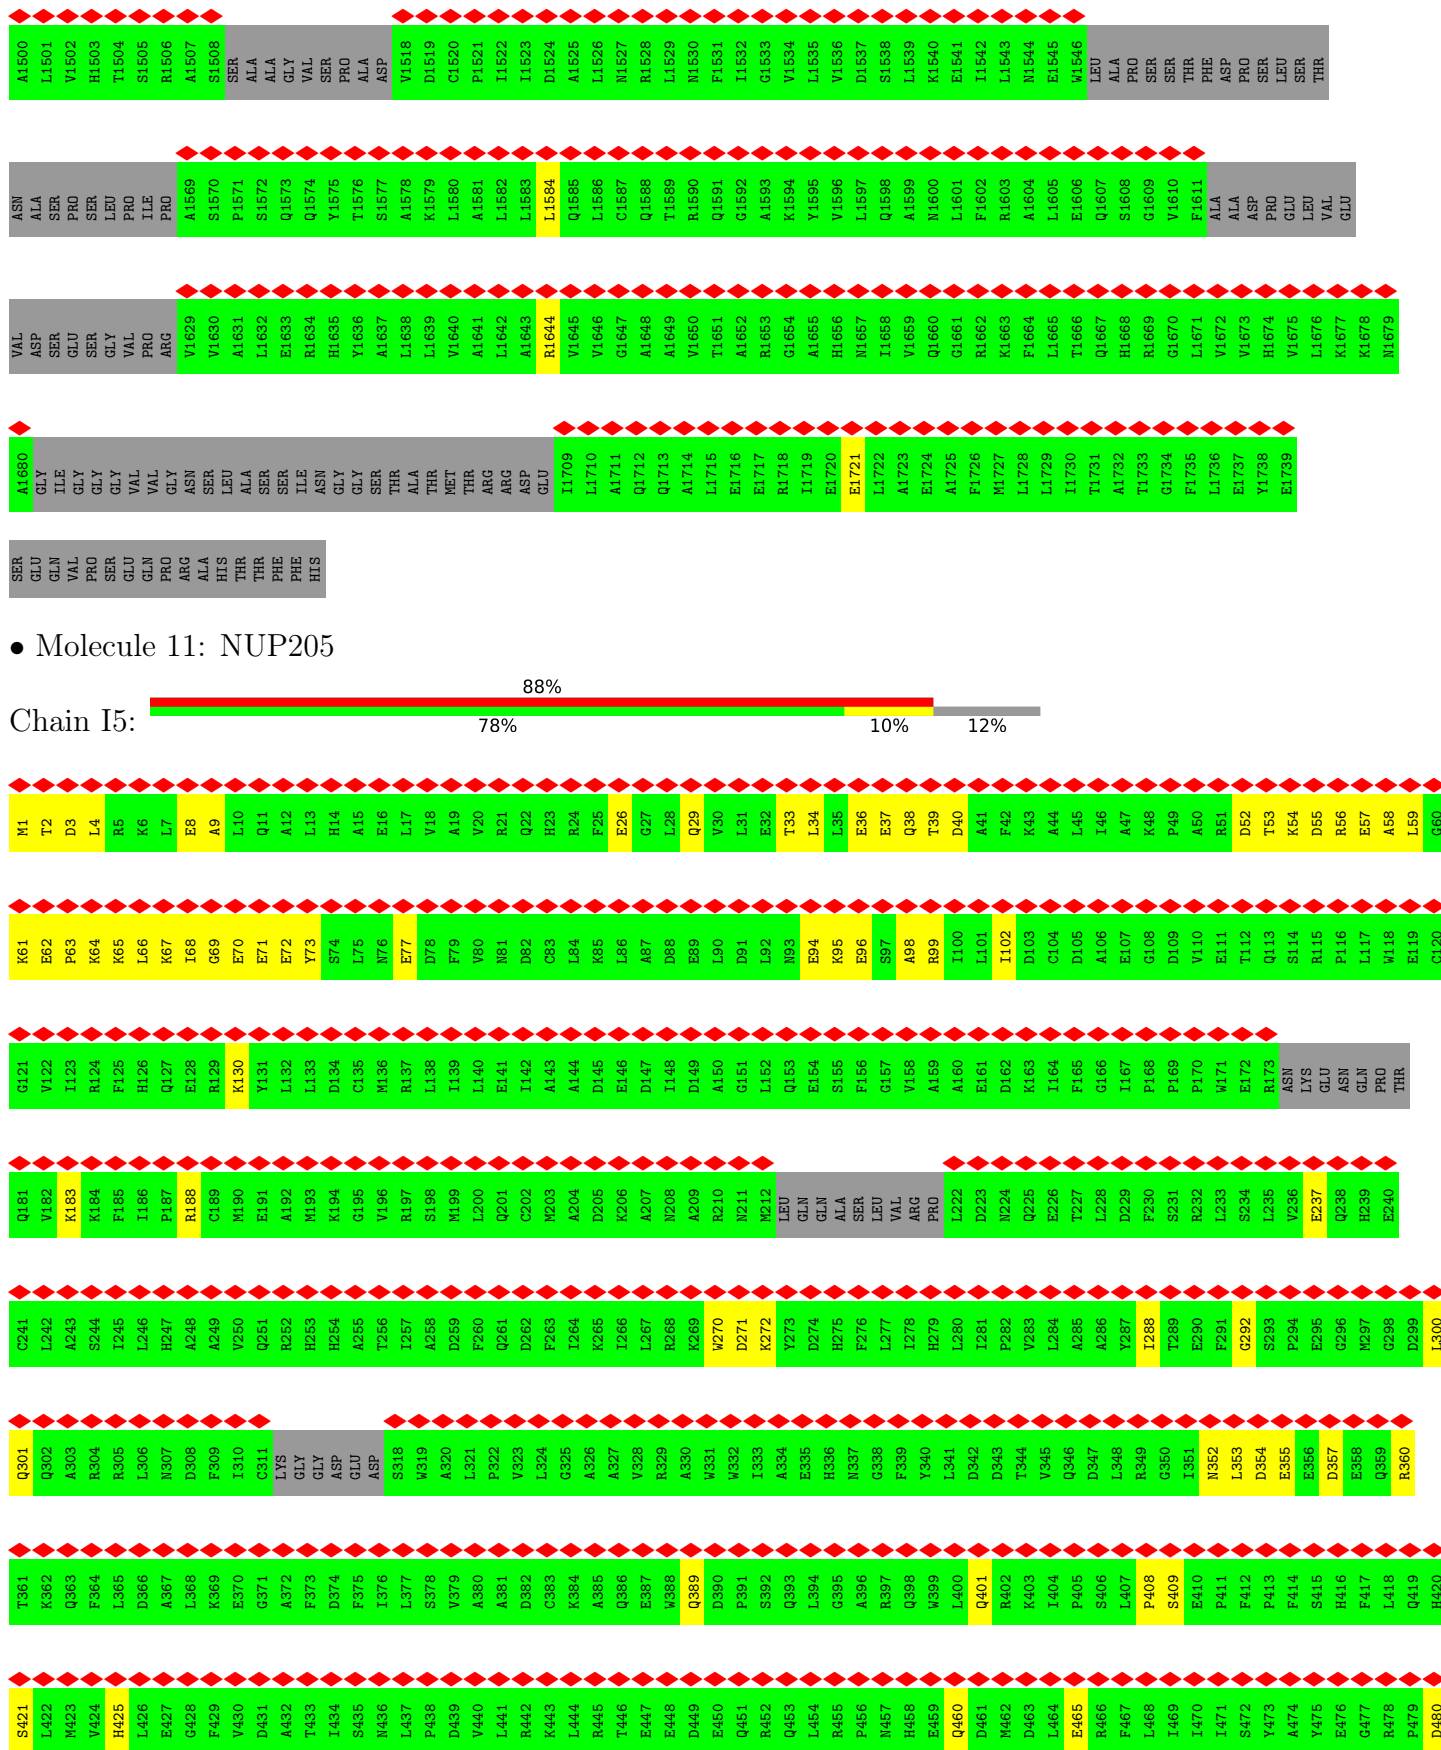 A1500 L1501 V1502 H1503 T1504 S1505 R1506 A1507 S1508 SER ALA ALA GLY VAL SER PRO ALA ASP V1518 D1519 C1520 P1521 I1522 I1523 D1524 A1525 L1526 N1527 R1528 L1529 N1530 F1531 I1532 G1533 V1534 L1535 V1536 D1537 S1538 L1539 K1540 E1541 I1542 L1543 N1544 E1545 W1546 LEU ALA PRO SER SER THR PHE ASP PRO SER LEU SER THR
ASN ALA SER PRO SER LEU PRO ILE PRO A1569 S1570 P1571 S1572 Q1573 Q1574 Y1575 T1576 S1577 A1578 K1579 L1580 A1581 L1582 L1583 L1584 Q1585 L1586 C1587 Q1588 T1589 R1590 Q1591 G1592 A1593 K1594 Y1595 V1596 L1597 Q1598 A1599 N1600 L1601 F1602 R1603 A1604 L1605 E1606 Q1607 S1608 G1609 V1610 F1611 ALA ALA ASP PRO GLU LEU VAL GLU
VAL ASP SER GLU SER GLY VAL PRO ARG V1629 V1630 A1631 L1632 E1633 R1634 H1635 Y1636 A1637 L1638 L1639 V1640 A1641 L1642 A1643 R1644 V1645 V1646 G1647 A1648 A1649 V1650 T1651 A1652 R1653 G1654 A1655 H1656 N1657 I1658 V1659 Q1660 G1661 R1662 K1663 F1664 L1665 T1666 Q1667 H1668 R1669 G1670 L1671 V1672 V1673 H1674 V1675 L1676 K1677 K1678 N1679
A1680 GLY ILE GLY GLY GLY VAL VAL GLY ASN SER LEU ALA SER SER ILE ASN GLY GLY SER THR ALA THR MET THR ARG ARG ASP GLU I1709 L1710 A1711 Q1712 Q1713 A1714 L1715 E1716 E1717 R1718 I1719 E1720 E1721 L1722 A1723 E1724 A1725 F1726 M1727 L1728 L1729 I1730 T1731 A1732 T1733 G1734 F1735 L1736 E1737 Y1738 E1739
SER GLU GLN VAL PRO SER GLU GLN PRO ARG ALA HIS THR THR PHE PHE HIS
• Molecule 11: NUP205
88%
Chain I5:
78% 10% 12%
M1 T2 D3 L4 R5 K6 L7 E8 A9 L10 Q11 A12 L13 H14 A15 E16 L17 V18 A19 V20 R21 Q22 H23 R24 F25 E26 G27 L28 Q29 V30 L31 E32 T33 L34 L35 E36 E37 Q38 T39 D40 A41 F42 K43 A44 L45 I46 A47 K48 P49 A50 R51 D52 T53 K54 D55 R56 E57 A58 L59 G60
K61 E62 P63 K64 K65 L66 K67 I68 G69 E70 E71 E72 Y73 S74 L75 N76 E77 D78 F79 V80 N81 D82 C83 L84 K85 L86 A87 D88 E89 L90 D91 L92 N93 E94 K95 E96 S97 A98 R99 I100 L101 I102 D103 C104 D105 A106 E107 G108 D109 V110 E111 T112 Q113 S114 R115 P116 L117 W118 E119 C120
G121 V122 I123 R124 F125 H126 Q127 E128 R129 K130 Y131 L132 L133 D134 C135 M136 R137 L138 I139 L140 E141 I142 A143 A144 D145 E146 D147 I148 D149 A150 G151 L152 Q153 E154 S155 F156 G157 V158 A159 A160 E161 D162 K163 I164 F165 G166 I167 P168 P169 P170 W171 E172 R173 ASN LYS GLU ASN GLN PRO THR
Q181 V182 K183 K184 F185 I186 P187 R188 C189 M190 E191 A192 M193 K194 G195 V196 R197 S198 M199 L200 Q201 C202 M203 A204 D205 K206 A207 N208 A209 R210 N211 M212 LEU GLN GLN ALA SER LEU VAL ARG PRO L222 D223 N224 Q225 E226 T227 L228 D229 F230 S231 R232 L233 S234 L235 V236 E237 Q238 H239 E240
C241 L242 A243 S244 I245 L246 H247 A248 A249 V250 Q251 R252 H253 H254 A255 T256 I257 A258 D259 F260 Q261 D262 F263 I264 K265 I266 L267 R268 K269 W270 D271 K272 Y273 D274 H275 F276 L277 I278 H279 L280 I281 P282 V283 L284 A285 A286 Y287 I288 T289 E290 F291 G292 S293 P294 E295 G296 M297 G298 D299 L300
Q301 Q302 A303 R304 R305 L306 N307 D308 F309 I310 C311 LYS GLY GLY ASP GLU ASP S318 W319 A320 L321 P322 V323 L324 G325 A326 A327 V328 R329 A330 W331 W332 I333 A334 E335 H336 N337 G338 F339 Y340 L341 D342 D343 T344 V345 Q346 D347 L348 R349 G350 I351 N352 L353 D354 E355 E356 D357 E358 Q359 R360
T361 K362 Q363 F364 L365 D366 A367 L368 K369 E370 G371 A372 F373 D374 F375 I376 L377 S378 V379 A380 A381 D382 C383 K384 A385 Q386 E387 W388 Q389 D390 P391 S392 Q393 L394 G395 A396 R397 Q398 W399 L400 Q401 R402 K403 I404 P405 S406 L407 P408 S409 E410 P411 F412 P413 F414 S415 H416 F417 L418 Q419 H420
S421 L422 M423 V424 H425 L426 E427 G428 F429 V430 D431 A432 T433 I434 S435 N436 L437 P438 D439 V440 L441 R442 K443 L444 R445 T446 E447 E448 D449 E450 Q451 R452 Q453 L454 R455 P456 N457 H458 E459 Q460 D461 M462 D463 L464 E465 R466 F467 L468 I469 I470 I471 S472 Y473 A474 Y475 E476 G477 R478 P479 D480